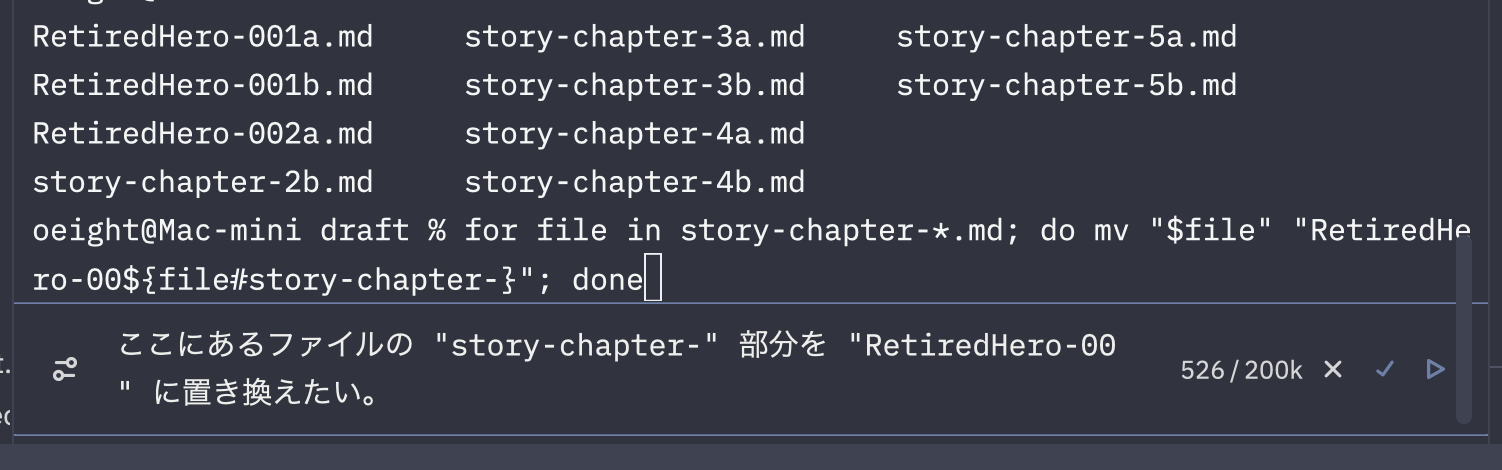 RetiredHero-001a.md     story-chapter-3a.md     story-chapter-5a.md
RetiredHero-001b.md     story-chapter-3b.md     story-chapter-5b.md
RetiredHero-002a.md     story-chapter-4a.md
story-chapter-2b.md     story-chapter-4b.md
oeight@Mac-mini draft % for file in story-chapter-*.md; do mv "$file" "RetiredHe
ro-00${file#story-chapter-}"; done
ここにあるファイルの "story-chapter-" 部分を "RetiredHero-00
" に置き換えたい。
526/200k